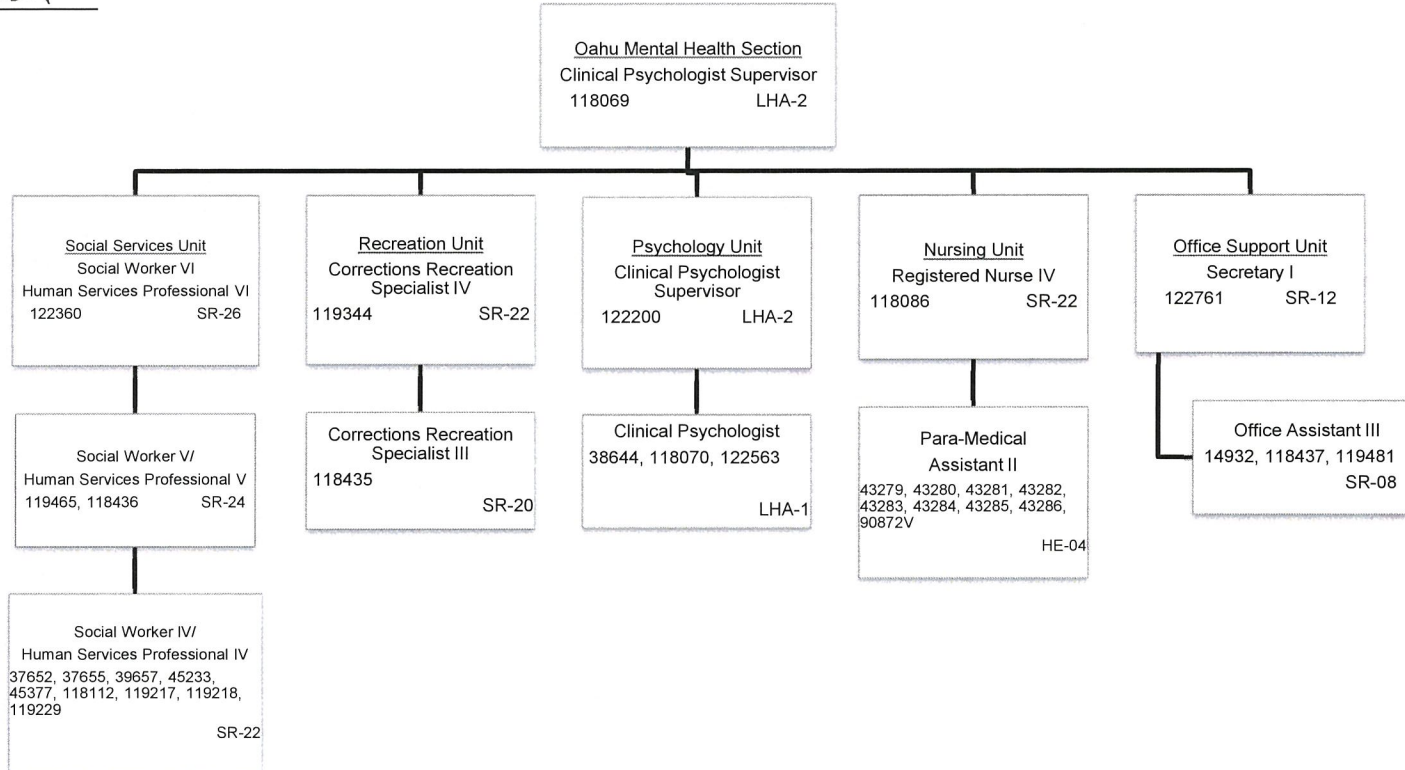 Oahu Mental Health Section
Clinical Psychologist Supervisor
118069 LHA-2
Social Services Unit
Social Worker VI
Human Services Professional VI
122360 SR-26
Recreation Unit
Corrections Recreation
Specialist IV
119344 SR-22
Psychology Unit
Clinical Psychologist
Supervisor
122200 LHA-2
Nursing Unit
Registered Nurse IV
118086 SR-22
Office Support Unit
Secretary I
122761 SR-12
Social Worker V/
Human Services Professional V
119465, 118436 SR-24
Corrections Recreation
Specialist III
118435
SR-20
Clinical Psychologist
38644, 118070, 122563
LHA-1
Para-Medical
Assistant II
43279, 43280, 43281, 43282,
43283, 43284, 43285, 43286,
90872V
HE-04
Office Assistant III
14932, 118437, 119481
SR-08
Social Worker IV/
Human Services Professional IV
37652, 37655, 39657, 45233,
45377, 118112, 119217, 119218,
119229
SR-22